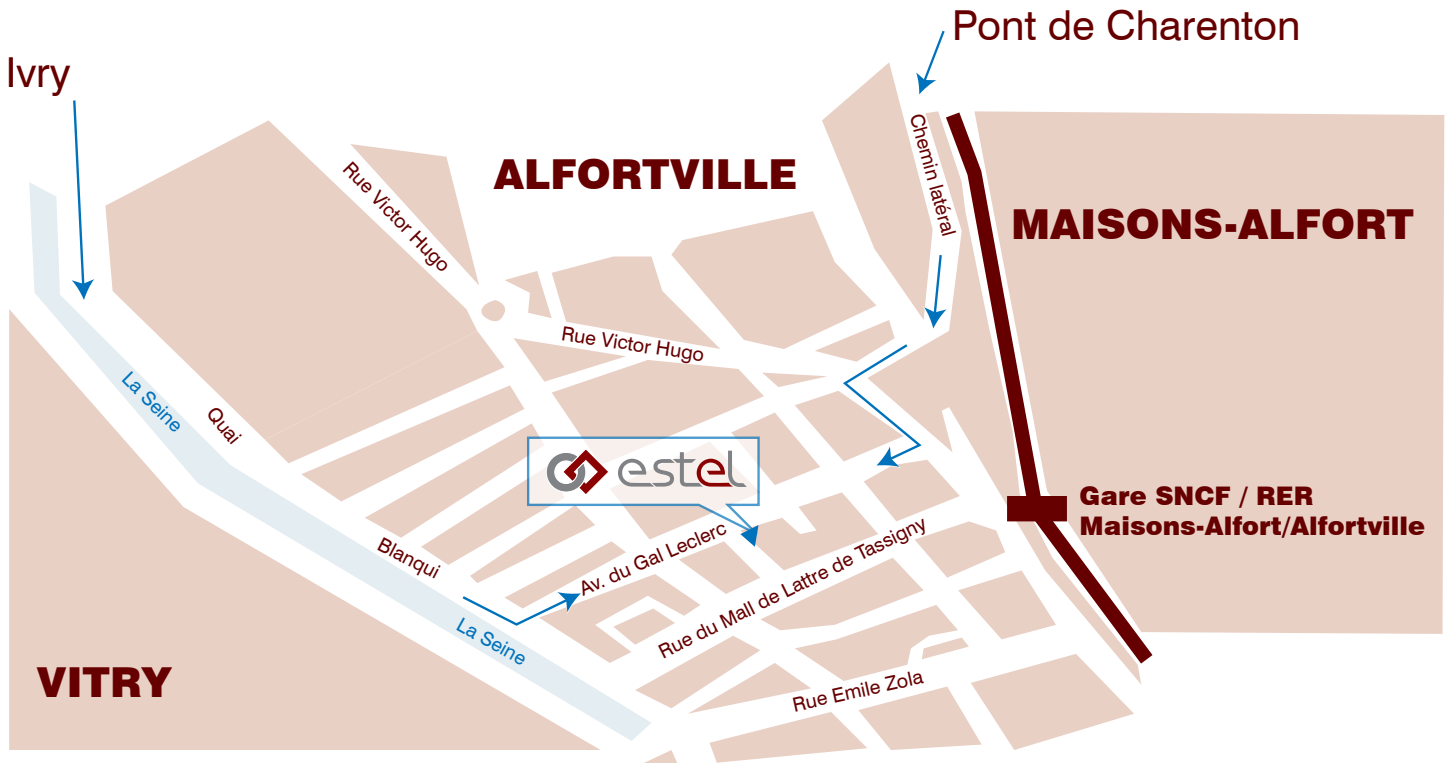 Pont de Charenton
Ivry
Chemin latéral
ALFORTVILLE
Rue Victor Hugo
MAISONS-ALFORT
Rue Victor Hugo
La Seine
Quai
estel
Gare SNCF / RER
Maisons-Alfort/Alfortville
Blanqui
Av. du Gal Leclerc
Rue du Mall de Lattre de Tassigny
La Seine
VITRY
Rue Emile Zola